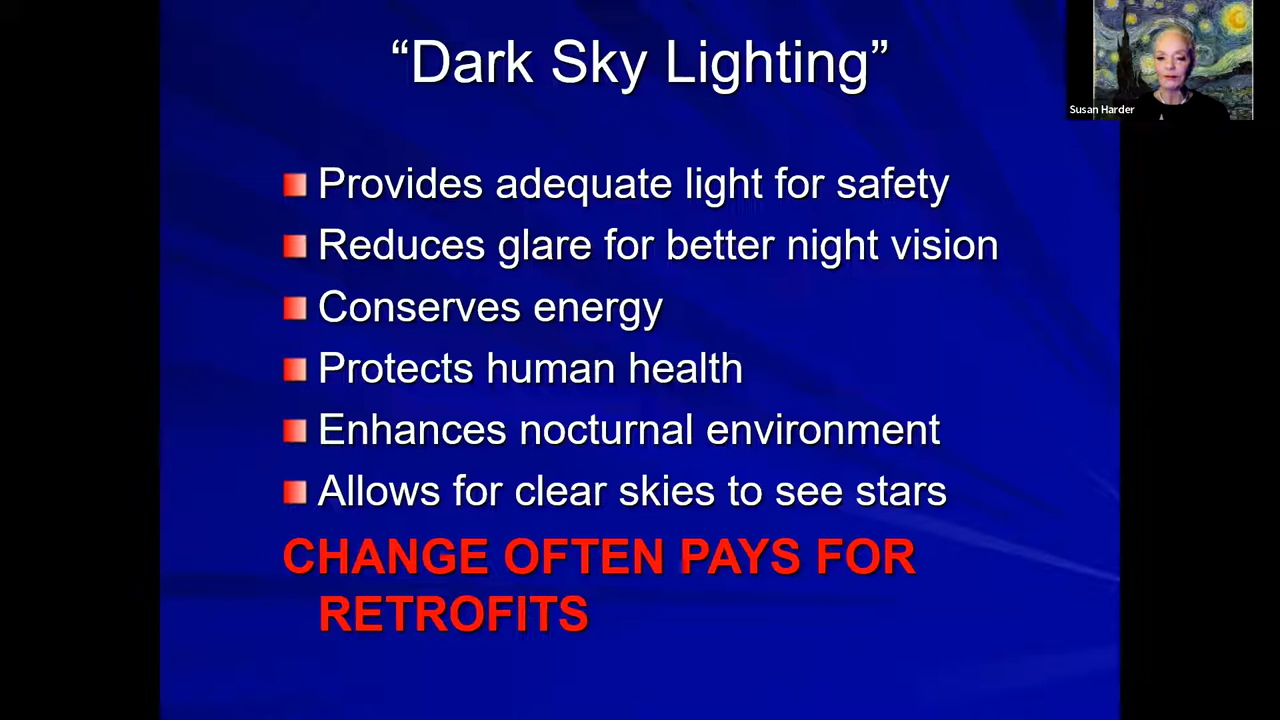 “Dark Sky Lighting”
Susan Harder
Provides adequate light for safety
Reduces glare for better night vision
Conserves energy
Protects human health
Enhances nocturnal environment
Allows for clear skies to see stars
CHANGE OFTEN PAYS FOR
RETROFITS